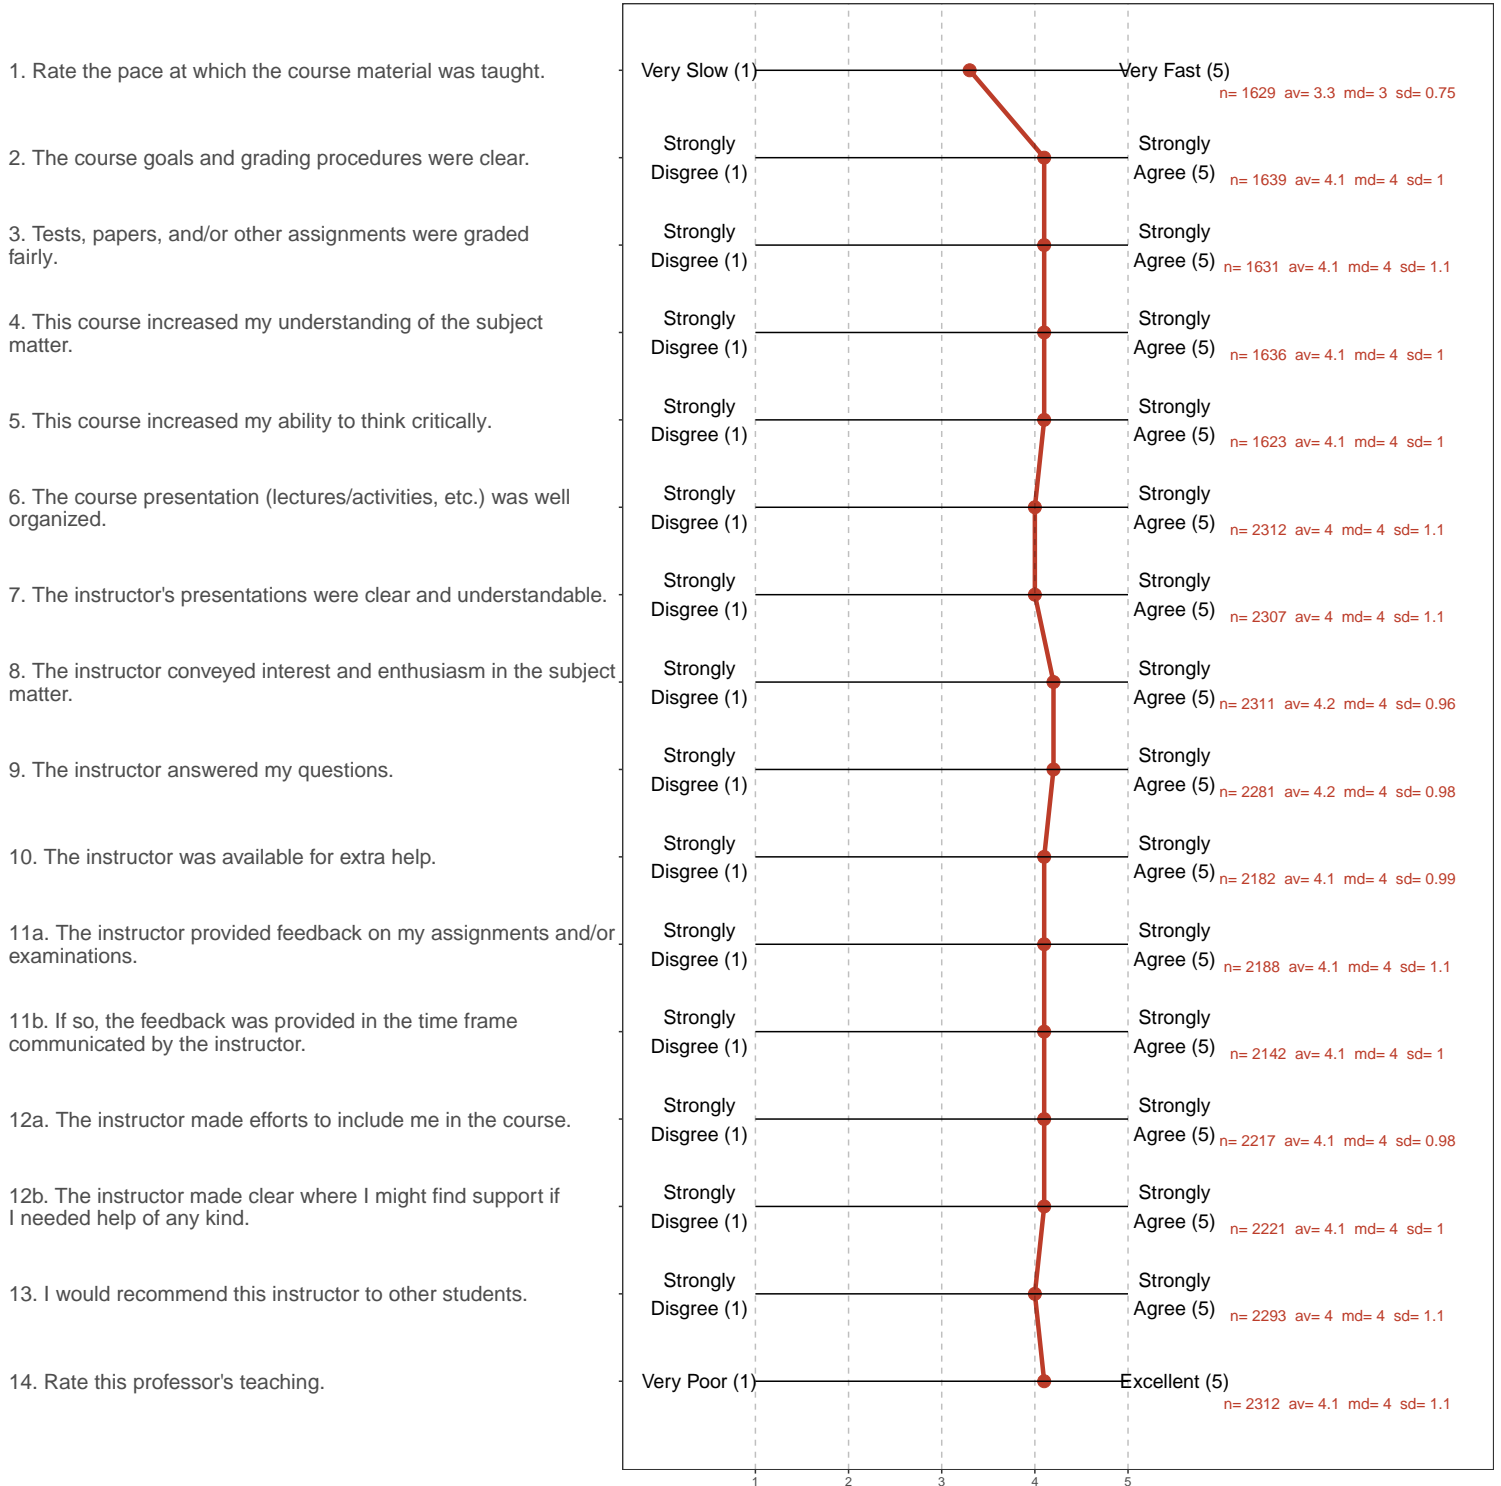 1. Rate the pace at which the course material was taught.
Very Slow (1)
Very Fast (5)
n= 1629 av= 3.3 md= 3 sd= 0.75
2. The course goals and grading procedures were clear.
Strongly
Disgree (1)
Strongly
Agree (5)
n= 1639 av= 4.1 md= 4 sd= 1
3. Tests, papers, and/or other assignments were graded
fairly.
Strongly
Disgree (1)
Strongly
Agree (5)
n= 1631 av= 4.1 md= 4 sd= 1.1
4. This course increased my understanding of the subject
matter.
Strongly
Disgree (1)
Strongly
Agree (5)
n= 1636 av= 4.1 md= 4 sd= 1
5. This course increased my ability to think critically.
Strongly
Disgree (1)
Strongly
Agree (5)
n= 1623 av= 4.1 md= 4 sd= 1
6. The course presentation (lectures/activities, etc.) was well
organized.
Strongly
Disgree (1)
Strongly
Agree (5)
n= 2312 av= 4 md= 4 sd= 1.1
7. The instructor's presentations were clear and understandable.
Strongly
Disgree (1)
Strongly
Agree (5)
n= 2307 av= 4 md= 4 sd= 1.1
8. The instructor conveyed interest and enthusiasm in the subject
matter.
Strongly
Disgree (1)
Strongly
Agree (5)
n= 2311 av= 4.2 md= 4 sd= 0.96
9. The instructor answered my questions.
Strongly
Disgree (1)
Strongly
Agree (5)
n= 2281 av= 4.2 md= 4 sd= 0.98
10. The instructor was available for extra help.
Strongly
Disgree (1)
Strongly
Agree (5)
n= 2182 av= 4.1 md= 4 sd= 0.99
11a. The instructor provided feedback on my assignments and/or
examinations.
Strongly
Disgree (1)
Strongly
Agree (5)
n= 2188 av= 4.1 md= 4 sd= 1.1
11b. If so, the feedback was provided in the time frame
communicated by the instructor.
Strongly
Disgree (1)
Strongly
Agree (5)
n= 2142 av= 4.1 md= 4 sd= 1
12a. The instructor made efforts to include me in the course.
Strongly
Disgree (1)
Strongly
Agree (5)
n= 2217 av= 4.1 md= 4 sd= 0.98
12b. The instructor made clear where I might find support if
I needed help of any kind.
Strongly
Disgree (1)
Strongly
Agree (5)
n= 2221 av= 4.1 md= 4 sd= 1
13. I would recommend this instructor to other students.
Strongly
Disgree (1)
Strongly
Agree (5)
n= 2293 av= 4 md= 4 sd= 1.1
14. Rate this professor's teaching.
Very Poor (1)
Excellent (5)
n= 2312 av= 4.1 md= 4 sd= 1.1
1 2 3 4 5